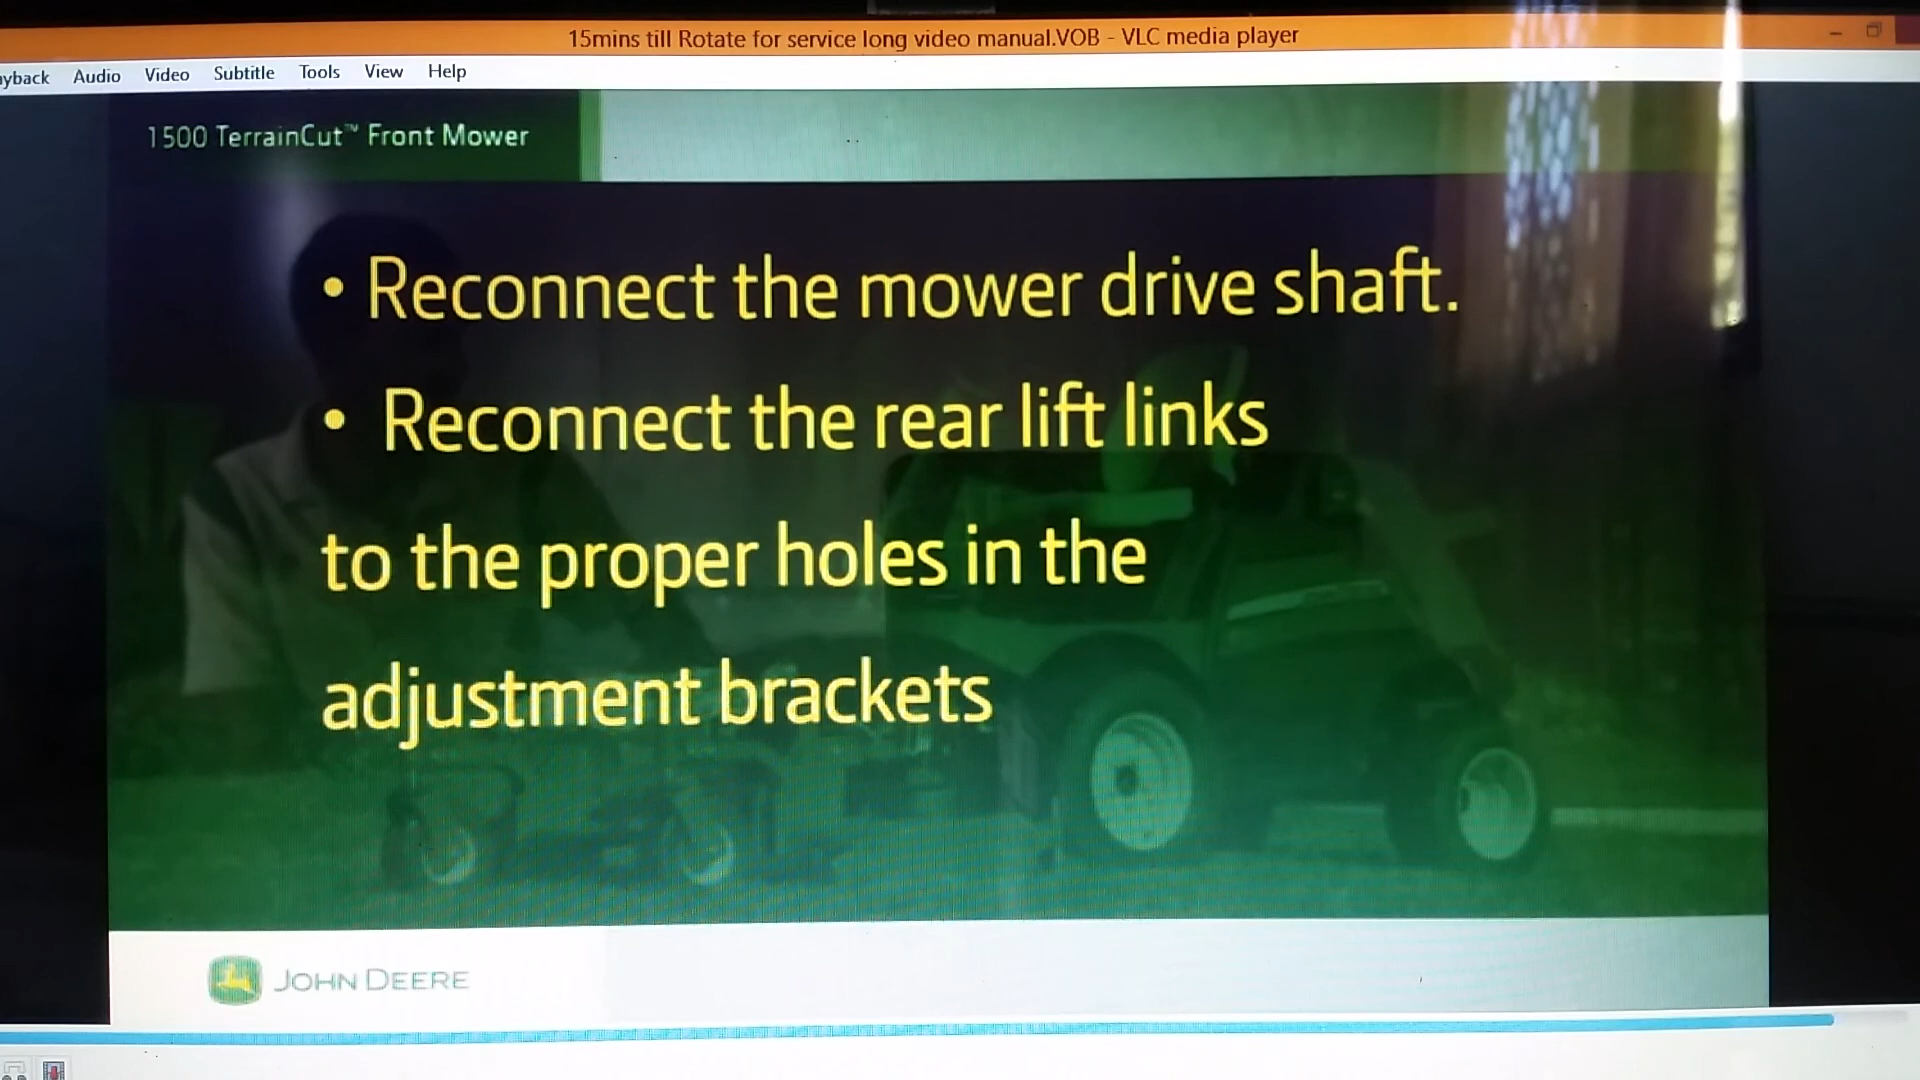 15mins till Rotate for service long video manual.VOB - VLC media player
Audio Video Subtitle Tools View Help
1500 TerrainCut™ Front Mower
• Reconnect the mower drive shaft.
• Reconnect the rear lift links
to the proper holes in the
adjustment brackets
JOHN DEERE